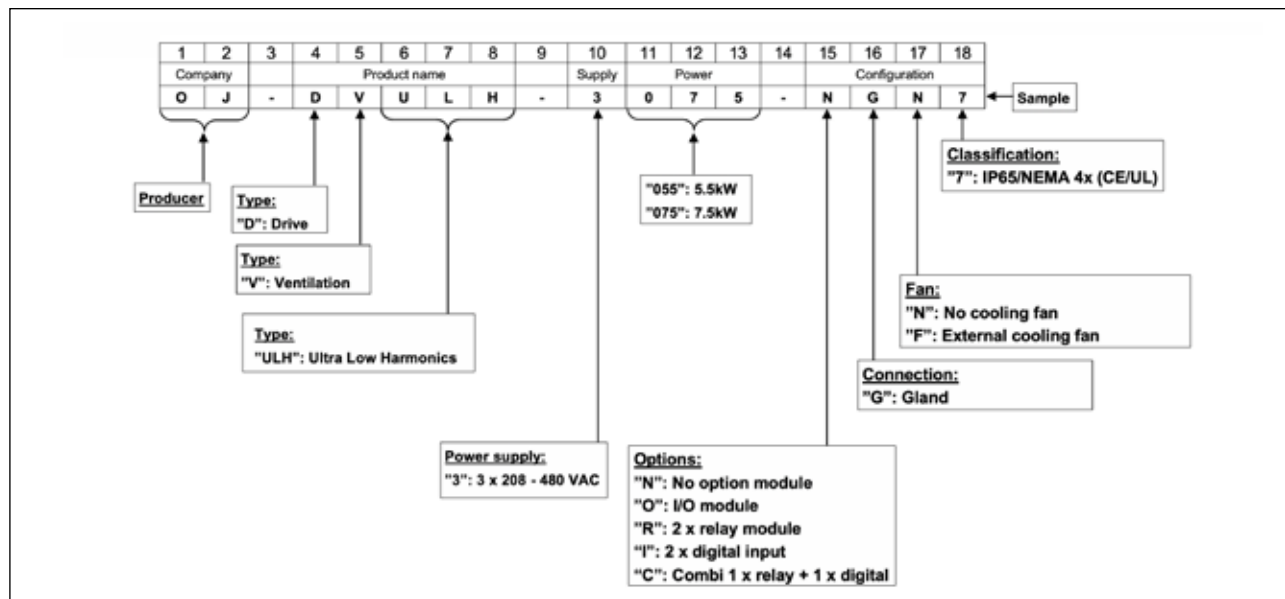 1 2 3 4 5 6 7 8 9 10 11 12 13 14 15 16 17 18
Company Product name Supply Power Configuration
O J - D V U L H - 3 0 7 5 - N G N 7
Sample
Producer
Type:
"D": Drive
Type:
"V": Ventilation
Type:
"ULH": Ultra Low Harmonics
Power supply:
"3": 3 x 208 - 480 VAC
"055": 5.5kW
"075": 7.5kW
Options:
"N": No option module
"O": I/O module
"R": 2 x relay module
"I": 2 x digital input
"C": Combi 1 x relay + 1 x digital
Connection:
"G": Gland
Fan:
"N": No cooling fan
"F": External cooling fan
Classification:
"7": IP65/NEMA 4x (CE/UL)